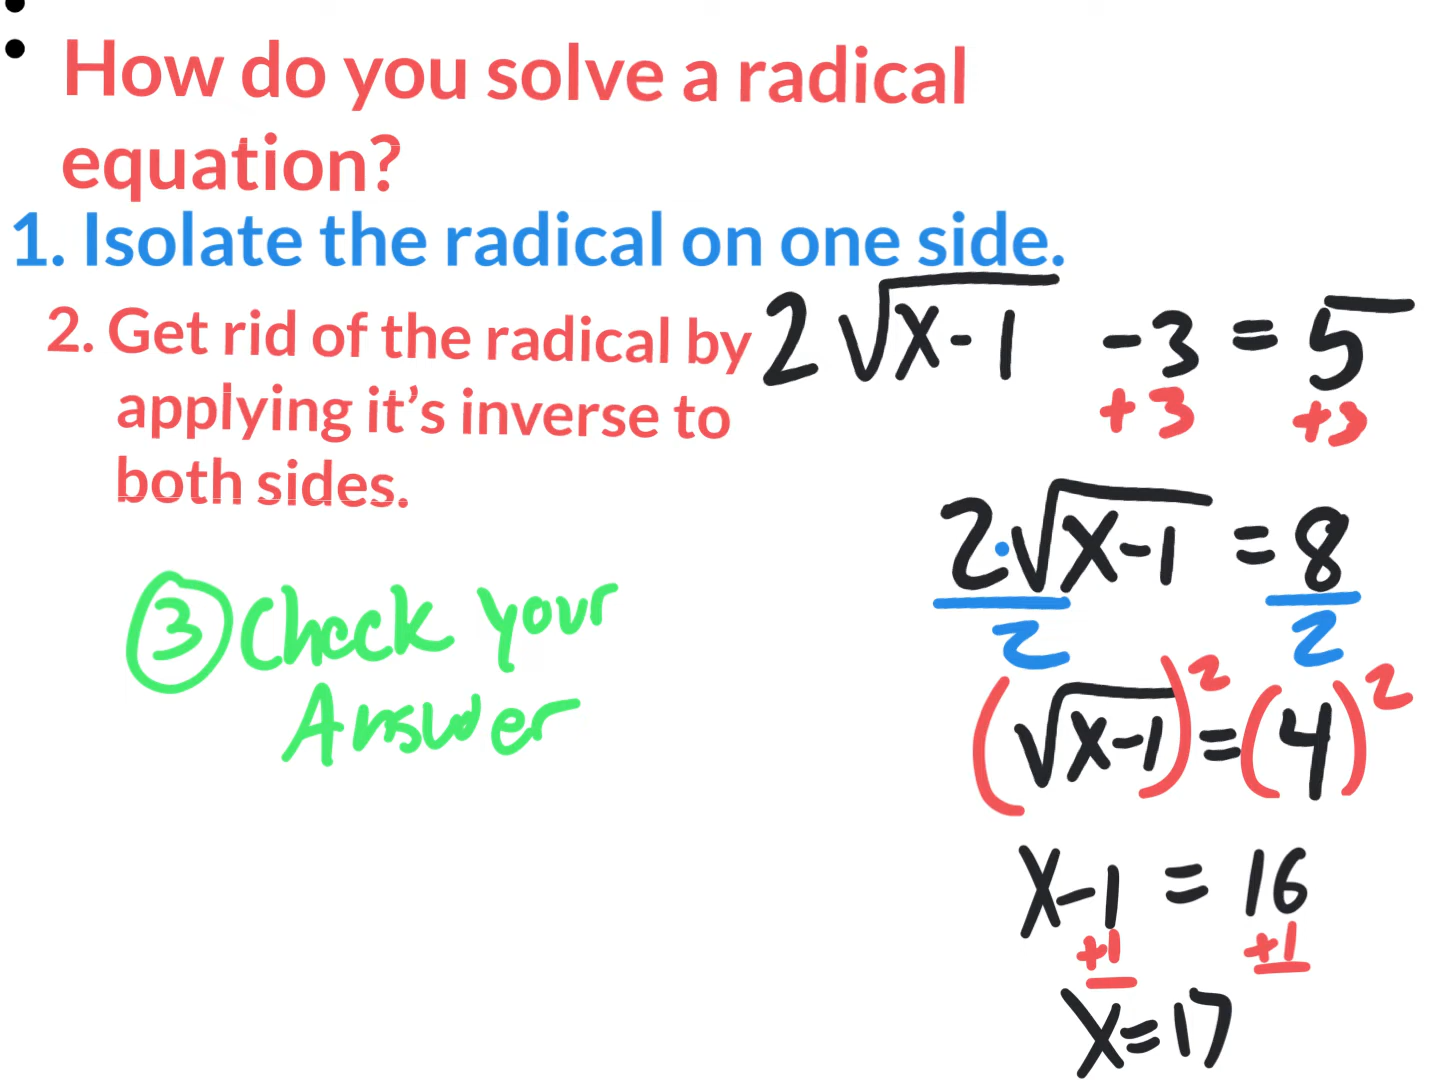 • How do you solve a radical
equation?
1. Isolate the radical on one side.
2. Get rid of the radical by
applying it’s inverse to
both sides.
③ Check your
Answer
2√(x-1) -3 = 5
+3 +3
2·√(x-1) = 8
2 2
(√(x-1))² = (4)²
x-1 = 16
+1 +1
x=17